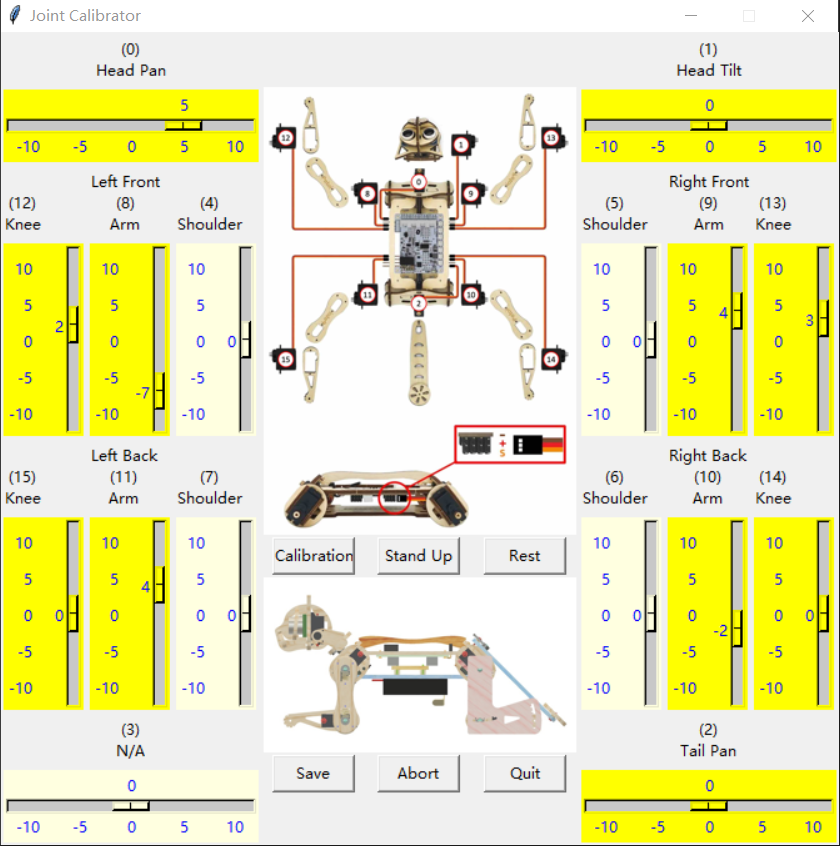 Joint Calibrator
(0)
Head Pan
5
-10 -5 0 5 10
(1)
Head Tilt
0
-10 -5 0 5 10
Left Front
(12) (8) (4)
Knee Arm Shoulder
10 10 10
5 5 5
2
0 0 0 0
-5 -5 -5
-7
-10 -10 -10
12 1 13
0
8 9
11 10
2
15 14
-
+
S
Right Front
(5) (9) (13)
Shoulder Arm Knee
10 10 10
5 5 5
4
3
0 0 0 0
-5 -5 -5
-10 -10 -10
Left Back
(15) (11) (7)
Knee Arm Shoulder
10 10 10
5 5 5
4
0 0 0 0 0
-5 -5 -5
-10 -10 -10
Calibration Stand Up Rest
Right Back
(6) (10) (14)
Shoulder Arm Knee
10 10 10
5 5 5
0 0 0 0 0
-2
-5 -5 -5
-10 -10 -10
(3)
N/A
0
-10 -5 0 5 10
Save Abort Quit
(2)
Tail Pan
0
-10 -5 0 5 10